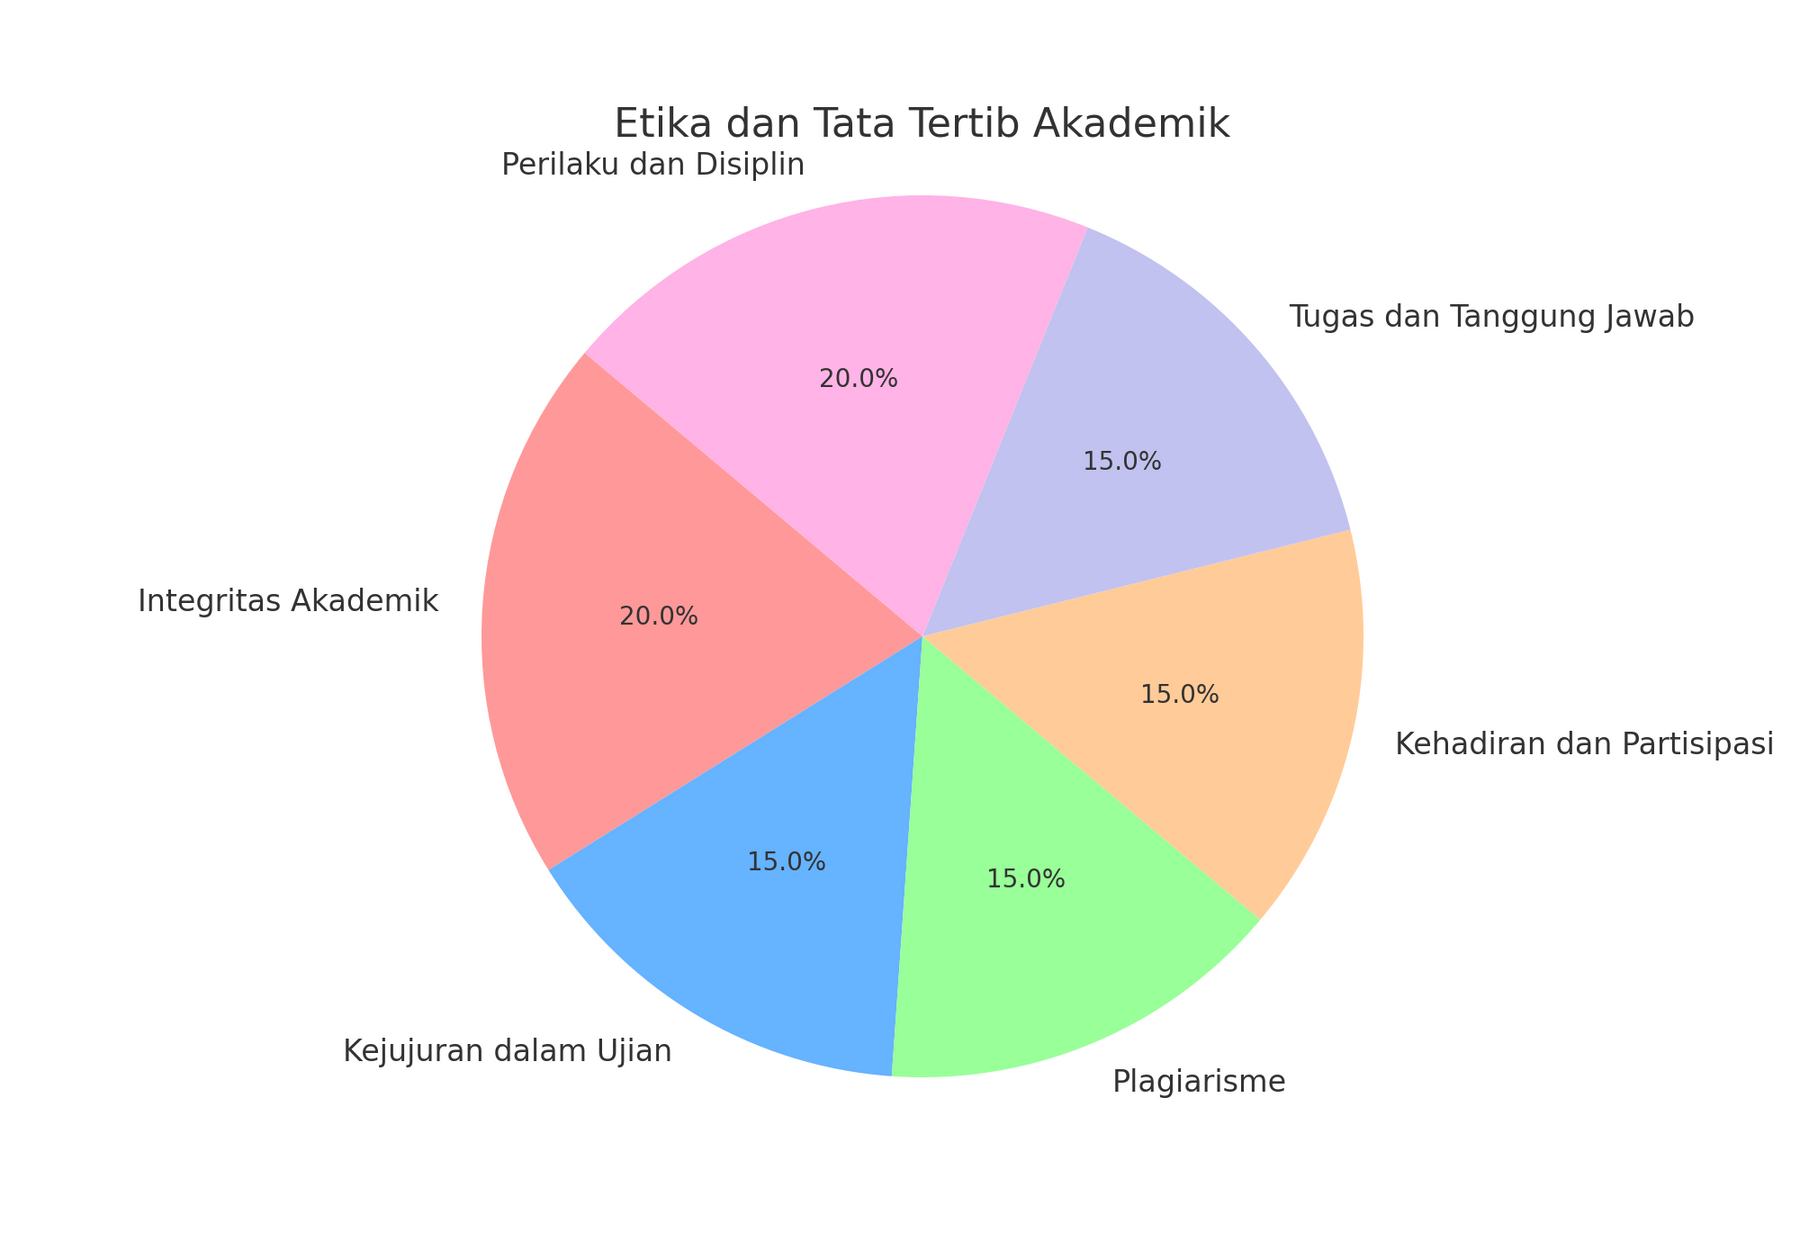 Etika dan Tata Tertib Akademik
Perilaku dan Disiplin
Tugas dan Tanggung Jawab
20.0%
15.0%
Integritas Akademik
20.0%
15.0%
Kehadiran dan Partisipasi
15.0%
15.0%
Kejujuran dalam Ujian
Plagiarisme